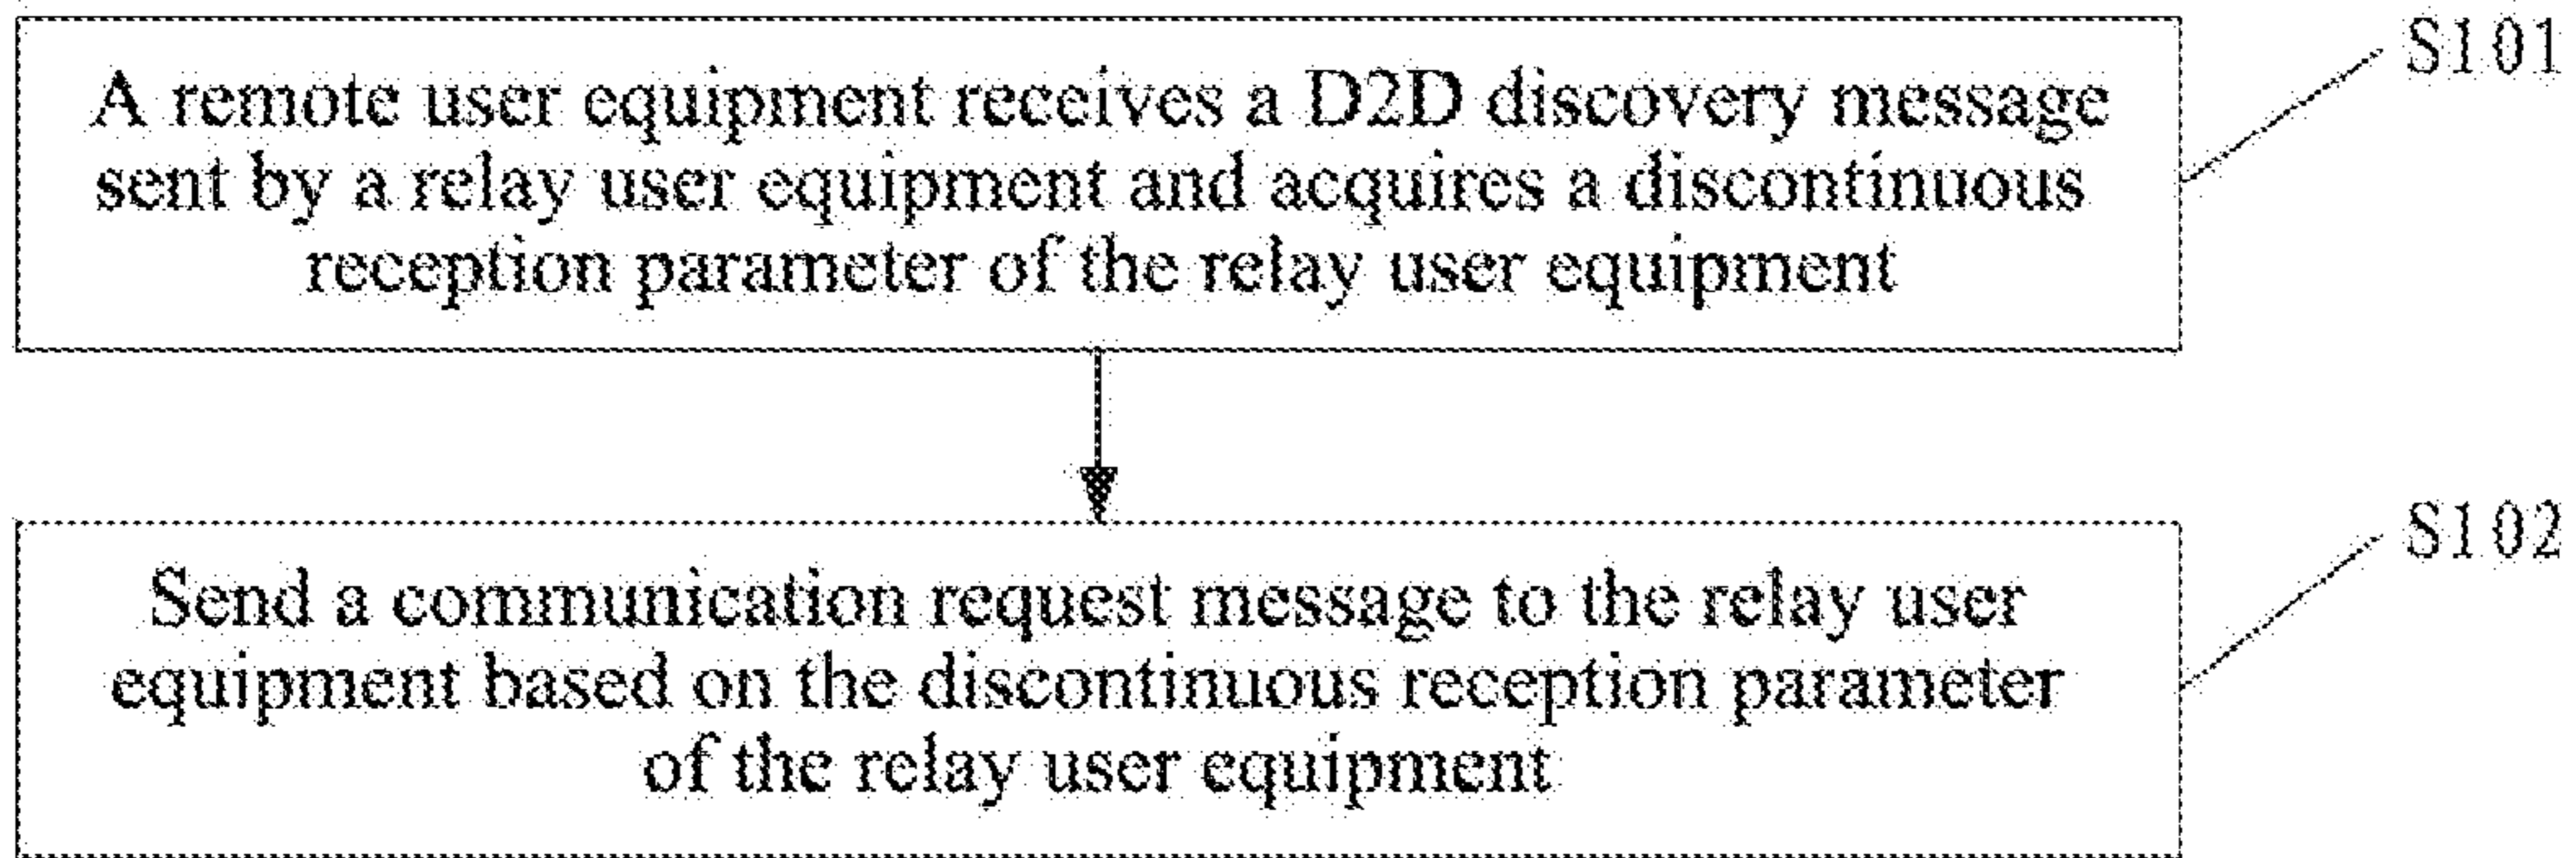 A remote user equipment receives a D2D discovery message
sent by a relay user equipment and acquires a discontinuous
reception parameter of the relay user equipment
S101
Send a communication request message to the relay user
equipment based on the discontinuous reception parameter
of the relay user equipment
S102